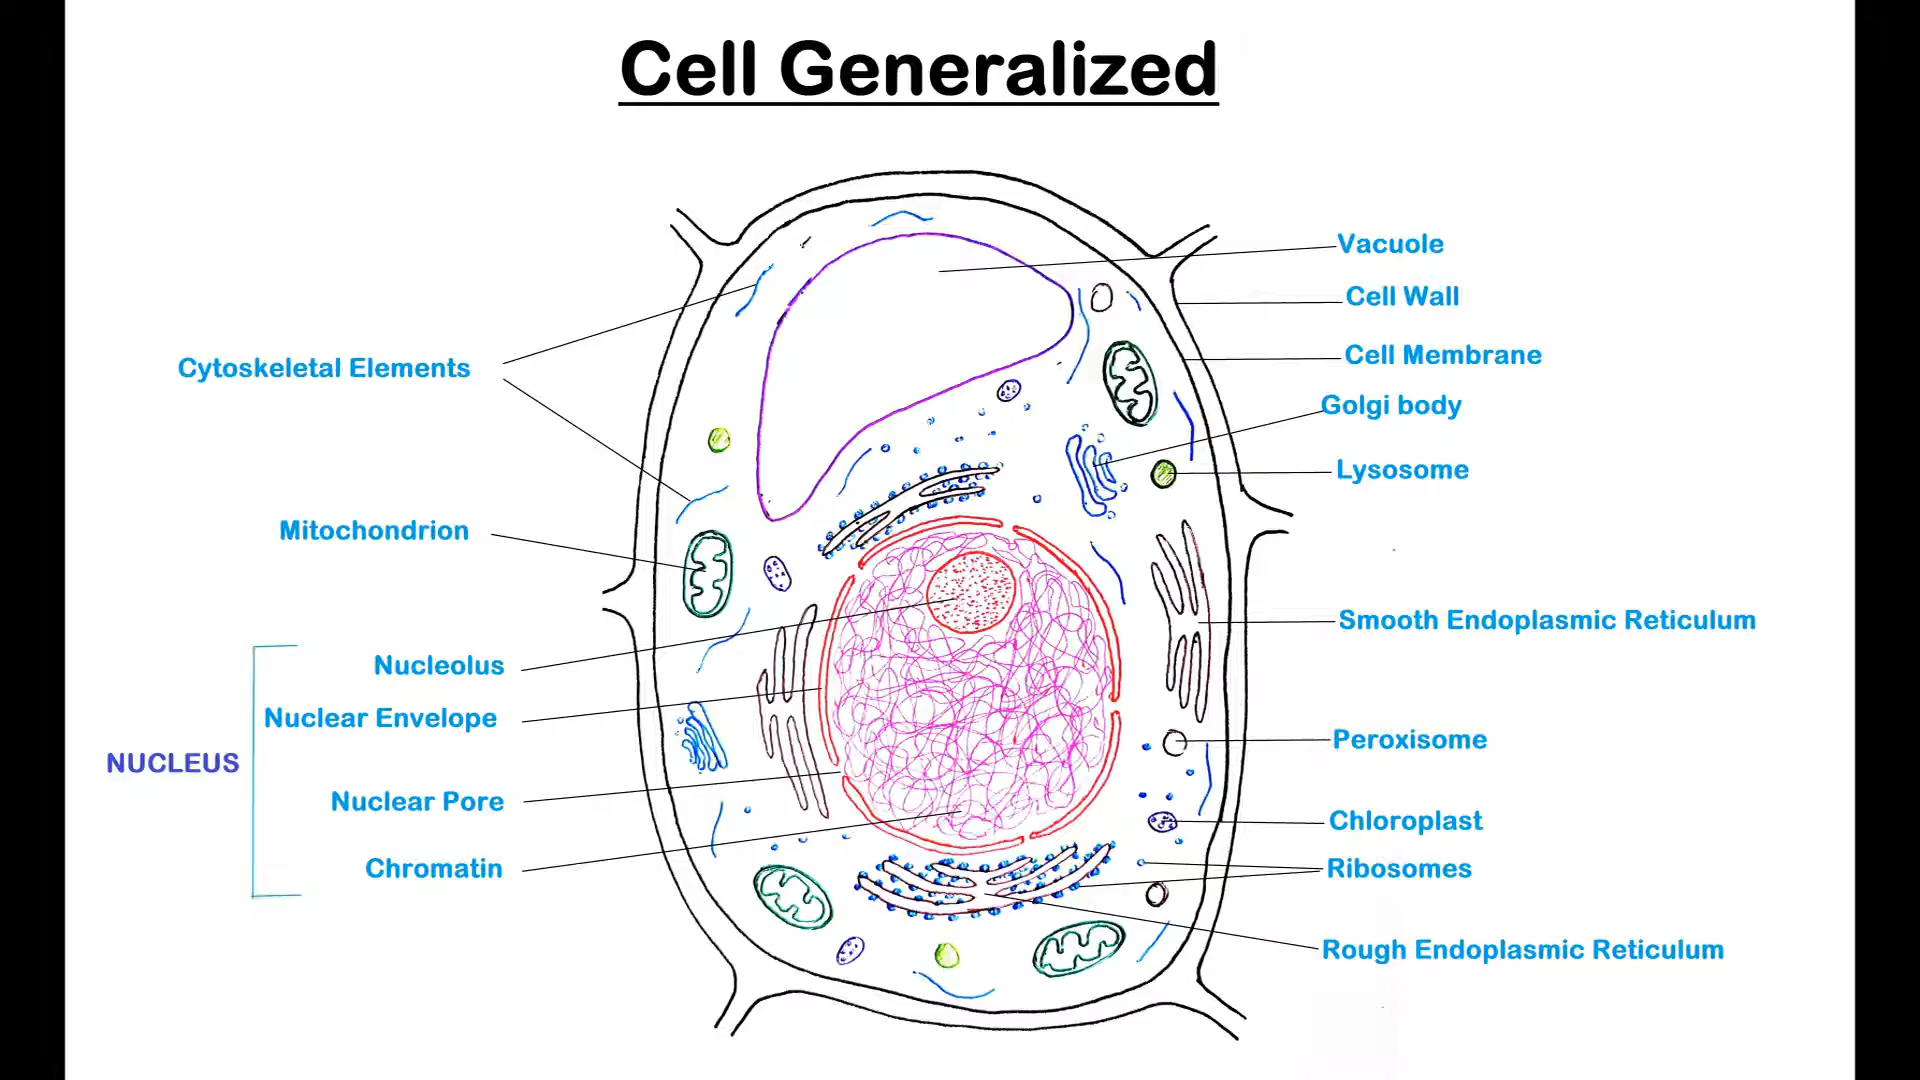 Cell Generalized
Vacuole
Cell Wall
Cell Membrane
Golgi body
Lysosome
Smooth Endoplasmic Reticulum
Peroxisome
Chloroplast
Ribosomes
Rough Endoplasmic Reticulum
Cytoskeletal Elements
Mitochondrion
NUCLEUS
Nucleolus
Nuclear Envelope
Nuclear Pore
Chromatin